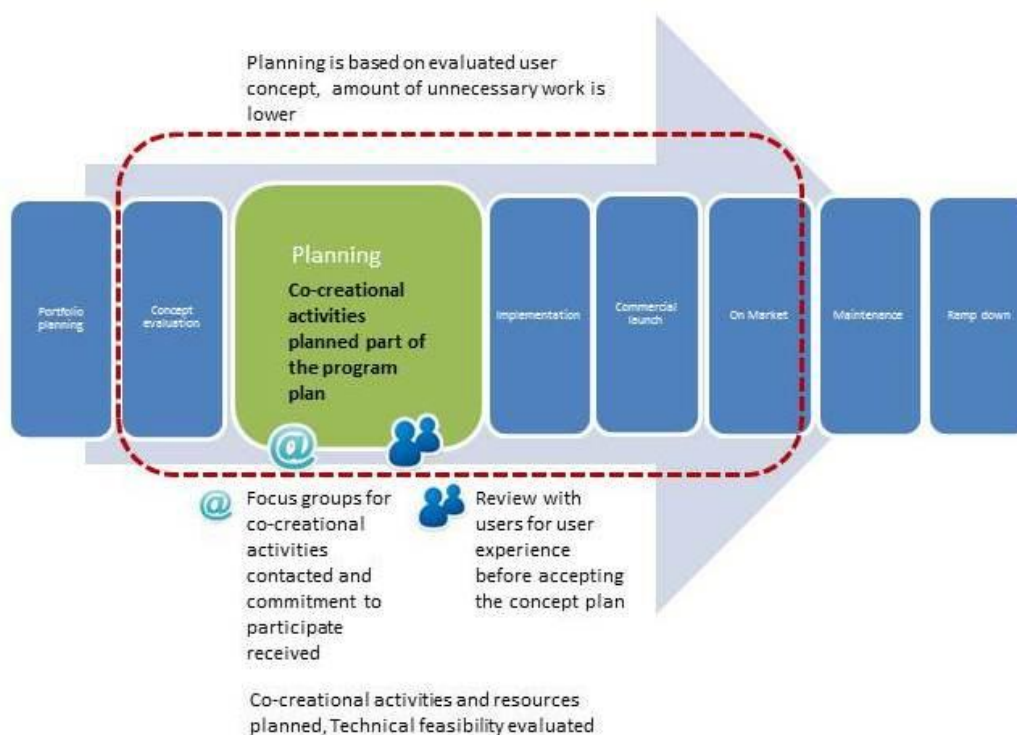 Planning is based on evaluated user
concept, amount of unnecessary work is
lower
Portfolio
planning
Concept
evaluation
Planning
Co-creational
activities
planned part of
the program
plan
Implementation
Commercial
launch
On Market
Maintenence
Ramp down
@
@
Focus groups for
co-creational
activities
contacted and
commitment to
participate
received
Review with
users for user
experience
before accepting
the concept plan
Co-creational activities and resources
planned, Technical feasibility evaluated